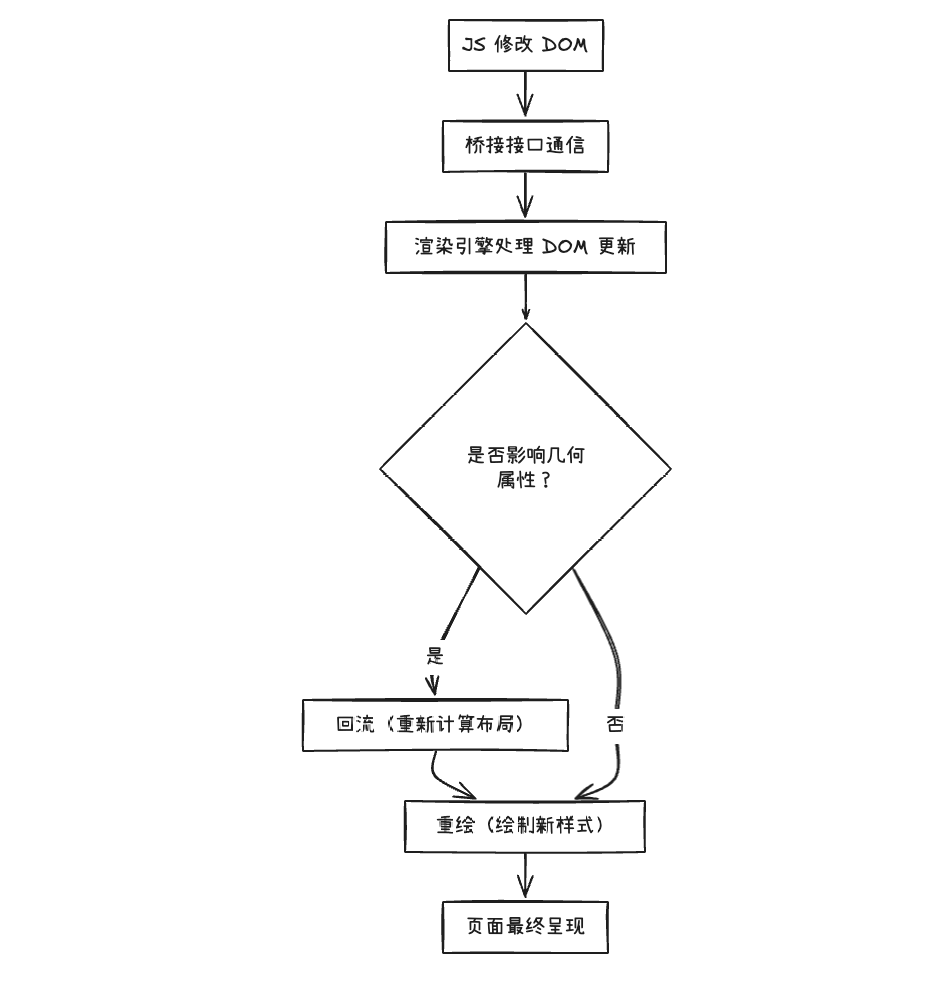 JS 修改 DOM
桥接接口通信
渲染引擎处理 DOM 更新
是否影响几何
属性？
是
回流（重新计算布局）
否
重绘（绘制新样式）
页面最终呈现